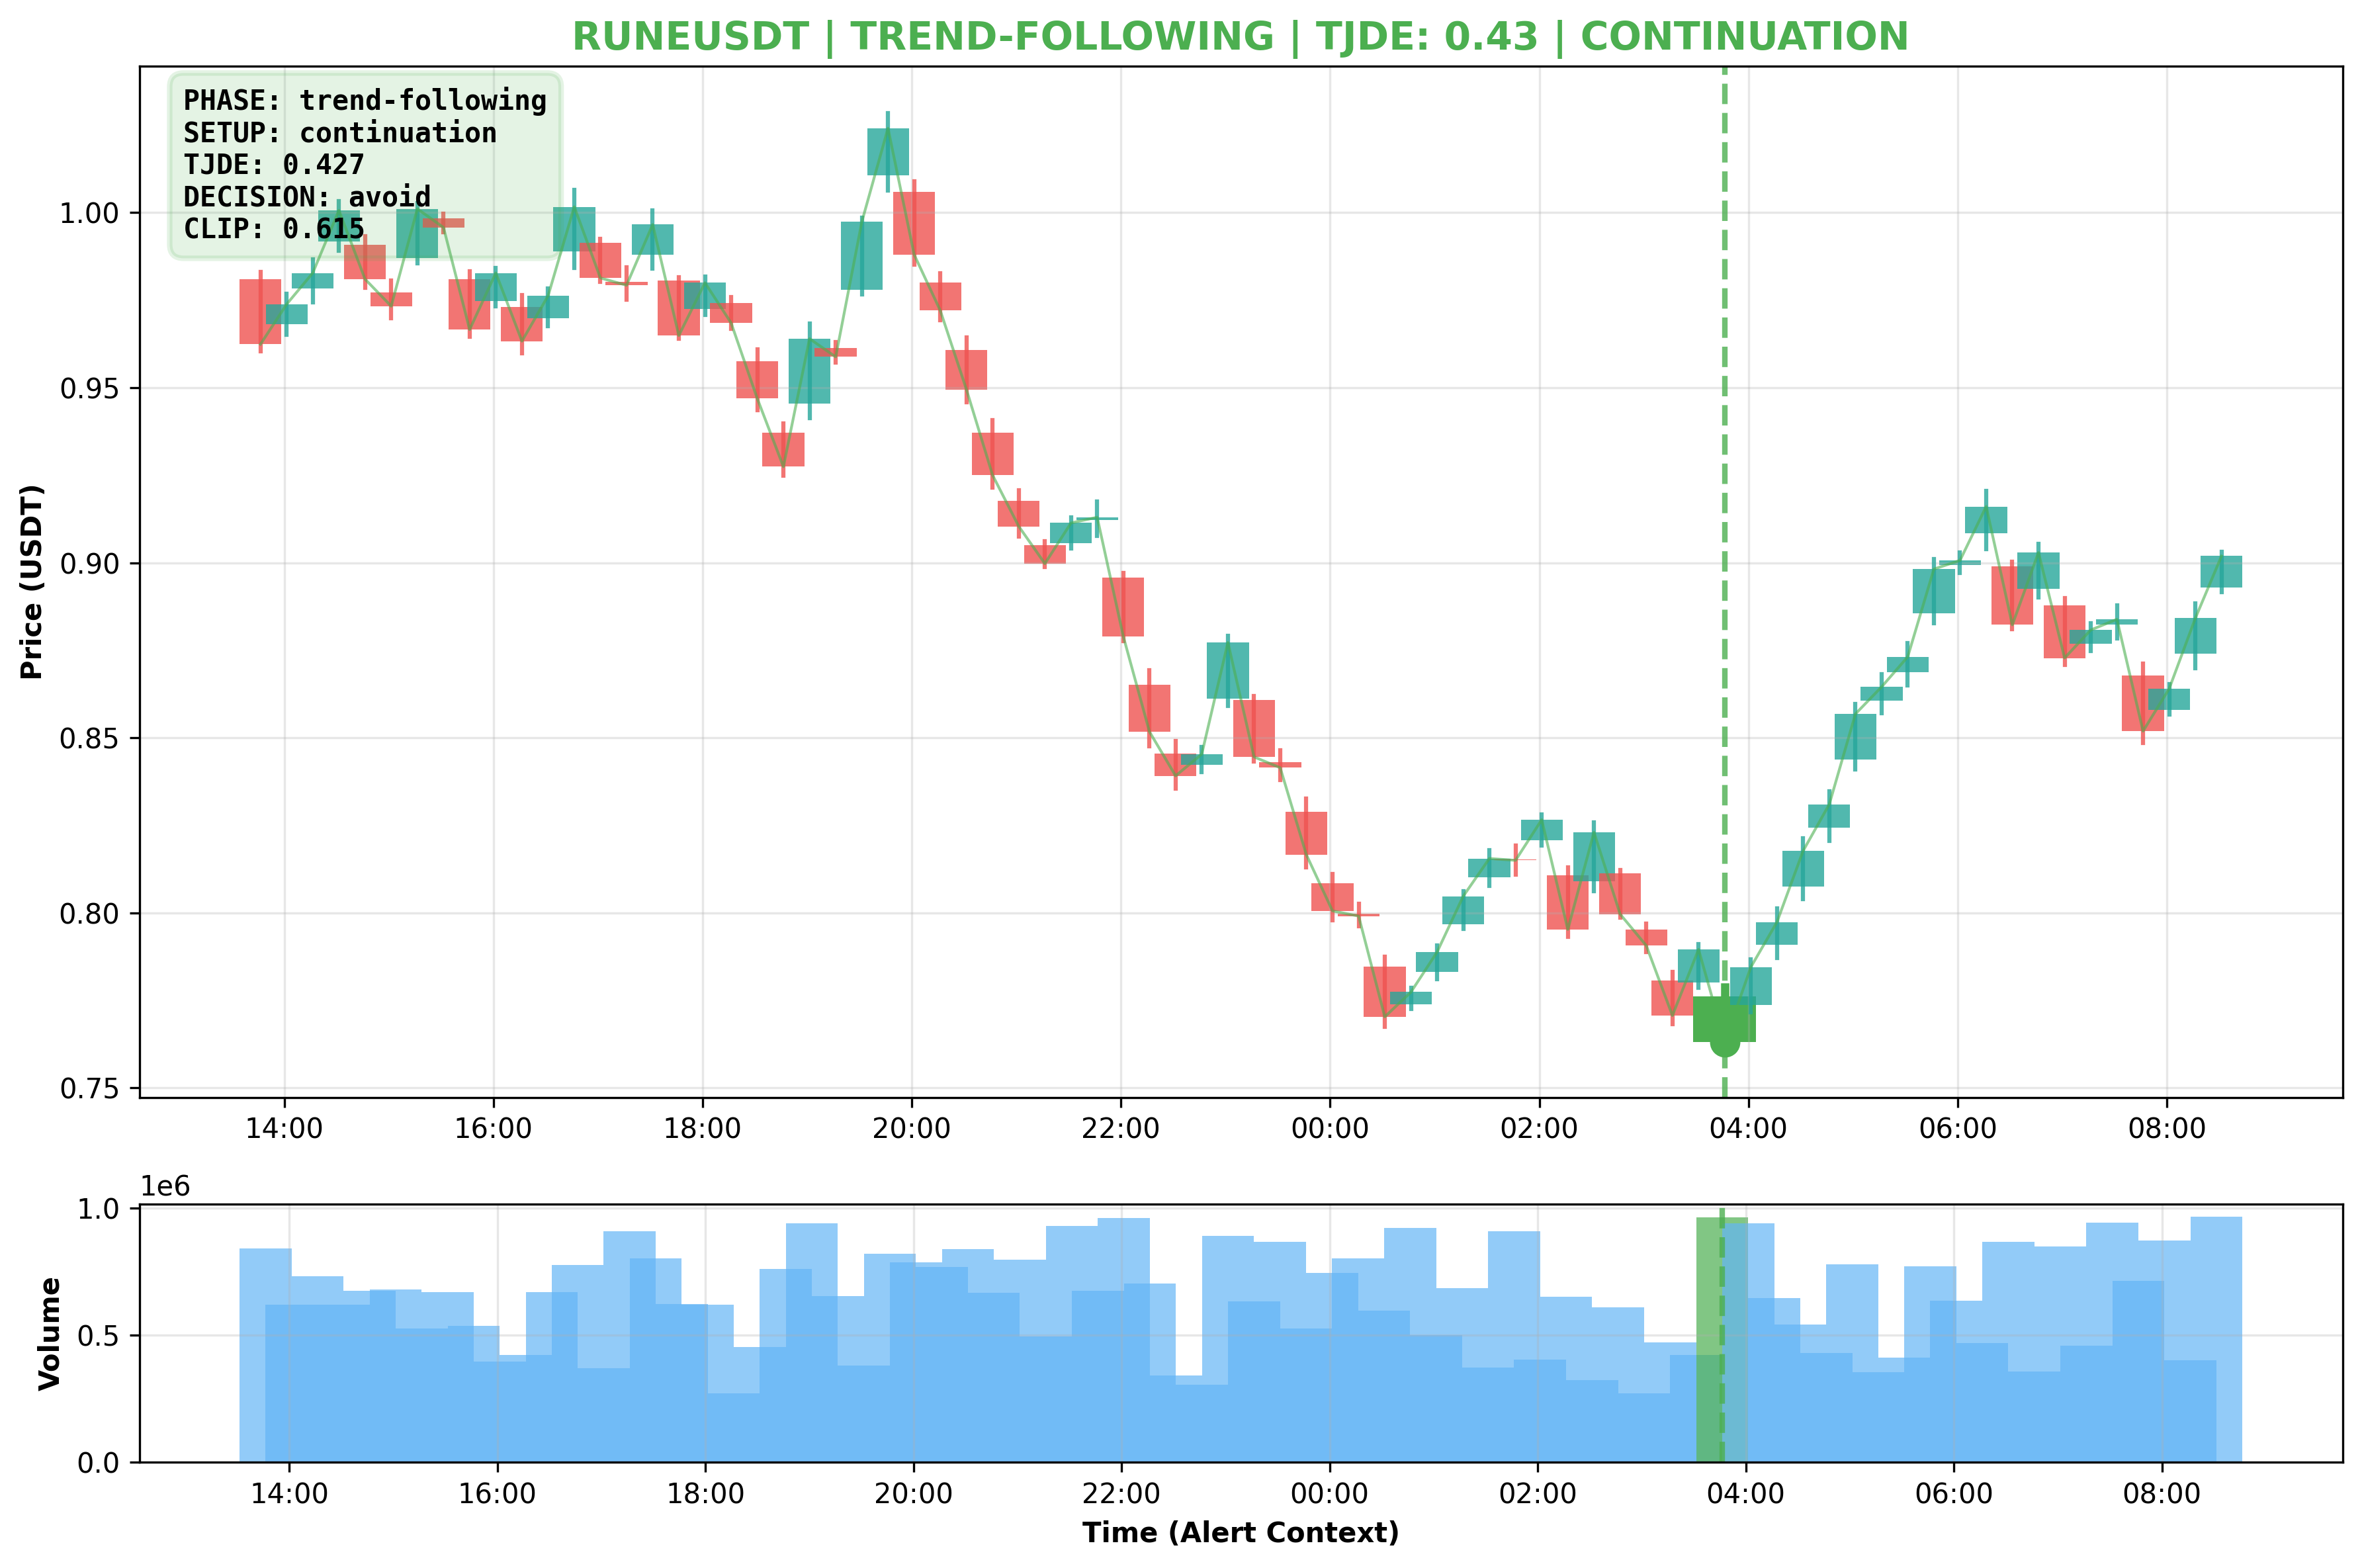 RUNEUSDT | TREND-FOLLOWING | TJDE: 0.43 | CONTINUATION
PHASE: trend-following
SETUP: continuation
TJDE: 0.427
DECISION: avoid
CLIP: 0.615
Price (USDT)
1.00
0.95
0.90
0.85
0.80
0.75
14:00 16:00 18:00 20:00 22:00 00:00 02:00 04:00 06:00 08:00
1e6
Volume
1.0
0.5
0.0
14:00 16:00 18:00 20:00 22:00 00:00 02:00 04:00 06:00 08:00
Time (Alert Context)